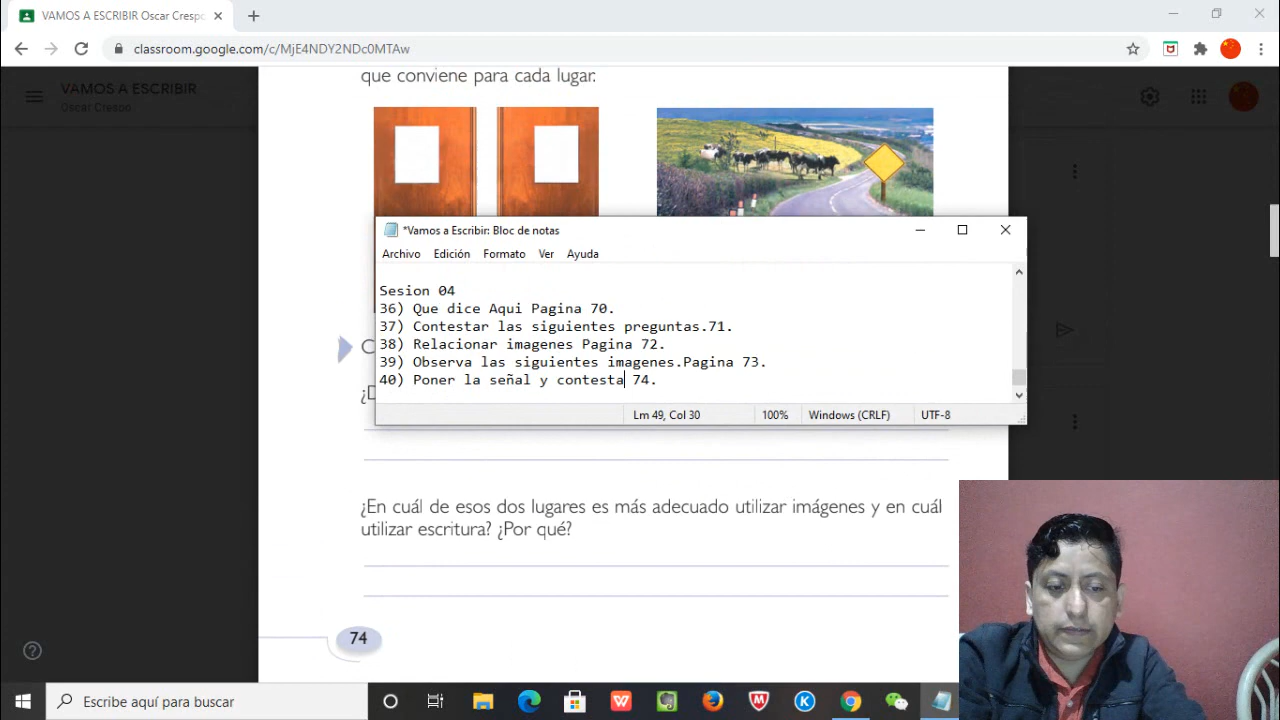 VAMOS A ESCRIBIR Oscar Crespo
classroom.google.com/c/MjE4NDY2NDc0MTAw
VAMOS A ESCRIBIR
Oscar Crespo
que conviene para cada lugar.
*Vamos a Escribir: Bloc de notas
Archivo Edición Formato Ver Ayuda
Sesion 04
36) Que dice Aqui Pagina 70.
37) Contestar las siguientes preguntas.71.
38) Relacionar imagenes Pagina 72.
39) Observa las siguientes imagenes.Pagina 73.
40) Poner la señal y contesta 74.
Lm 49, Col 30 100% Windows (CRLF) UTF-8
¿En cuál de esos dos lugares es más adecuado utilizar imágenes y en cuál
utilizar escritura? ¿Por qué?
74
Escribe aquí para buscar